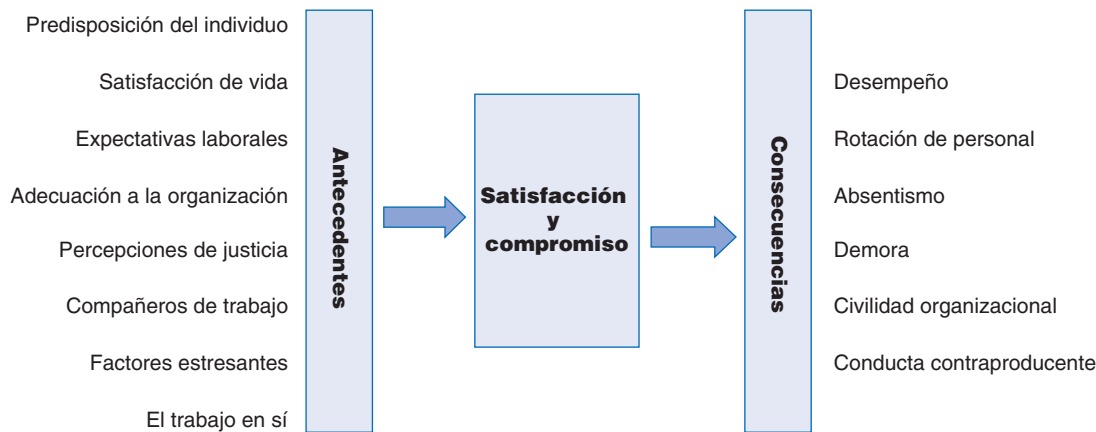 Predisposición del individuo
Satisfacción de vida
Expectativas laborales
Adecuación a la organización
Percepciones de justicia
Compañeros de trabajo
Factores estresantes
El trabajo en sí
Antecedentes
Satisfacción
y
compromiso
Consecuencias
Desempeño
Rotación de personal
Absentismo
Demora
Civilidad organizacional
Conducta contraproducente